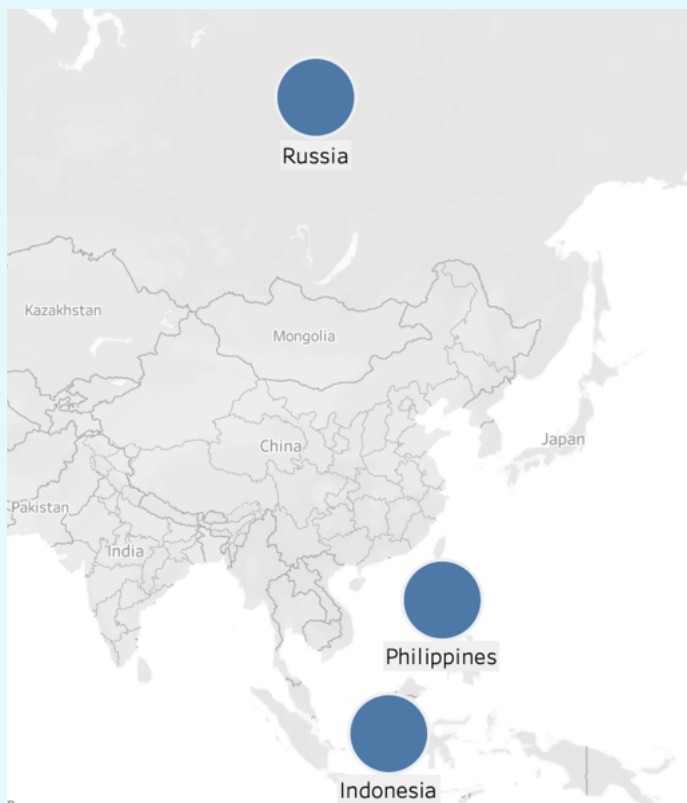 Russia
Kazakhstan
Mongolia
China
Japan
Pakistan
India
Philippines
Indonesia